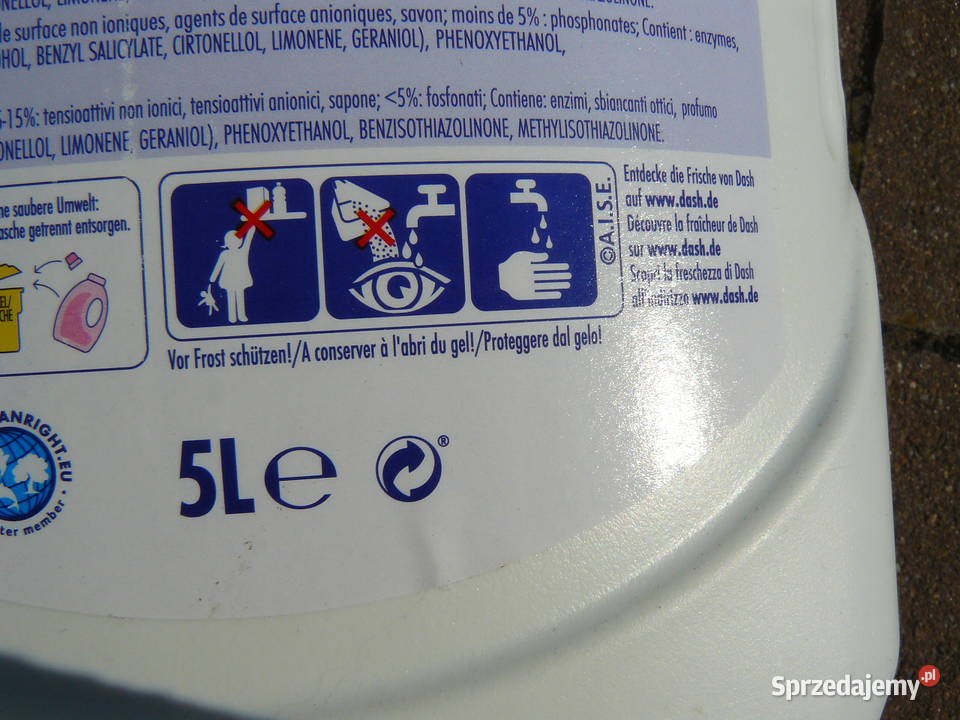 de surface non ioniques, agents de surface anioniques, savon; moins de 5% : phosphonates; Contient : enzymes,
BENZYL SALICYLATE, CIRTONELLOL, LIMONENE, GERANIOL), PHENOXYETHANOL,
-15%: tensioattivi non ionici, tensioattivi anionici, sapone; <5%: fosfonati; Contiene: enzimi, sbiancanti ottici, profumo
LIMONENE, GERANIOL), PHENOXYETHANOL, BENZISOTHIAZOLINONE, METHYLISOTHIAZOLINONE.
ne saubere Umwelt:
asche getrennt entsorgen.
©A.I.S.E.
Entdecke die Frische von Dash
auf www.dash.de
Découvre la fraîcheur de Dash
sur www.dash.de
Scopri la freschezza di Dash
all'indirizzo www.dash.de
Vor Frost schützen!/A conserver à l'abri du gel!/Proteggere dal gelo!
ANRIGHT.EU
ter member
5L e
®
Sprzedajemy.pl